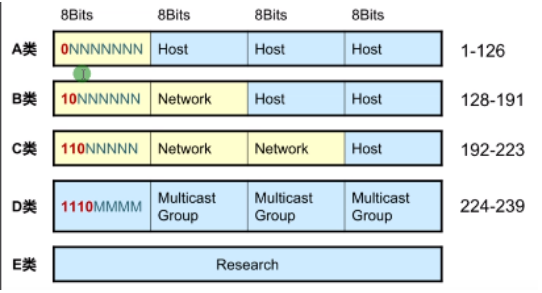 8Bits 8Bits 8Bits 8Bits
A类 0NNNNNNN Host Host Host 1-126
B类 10NNNNNN Network Host Host 128-191
C类 110NNNNN Network Network Host 192-223
D类 1110MMMM Multicast Group Multicast Group Multicast Group 224-239
E类 Research